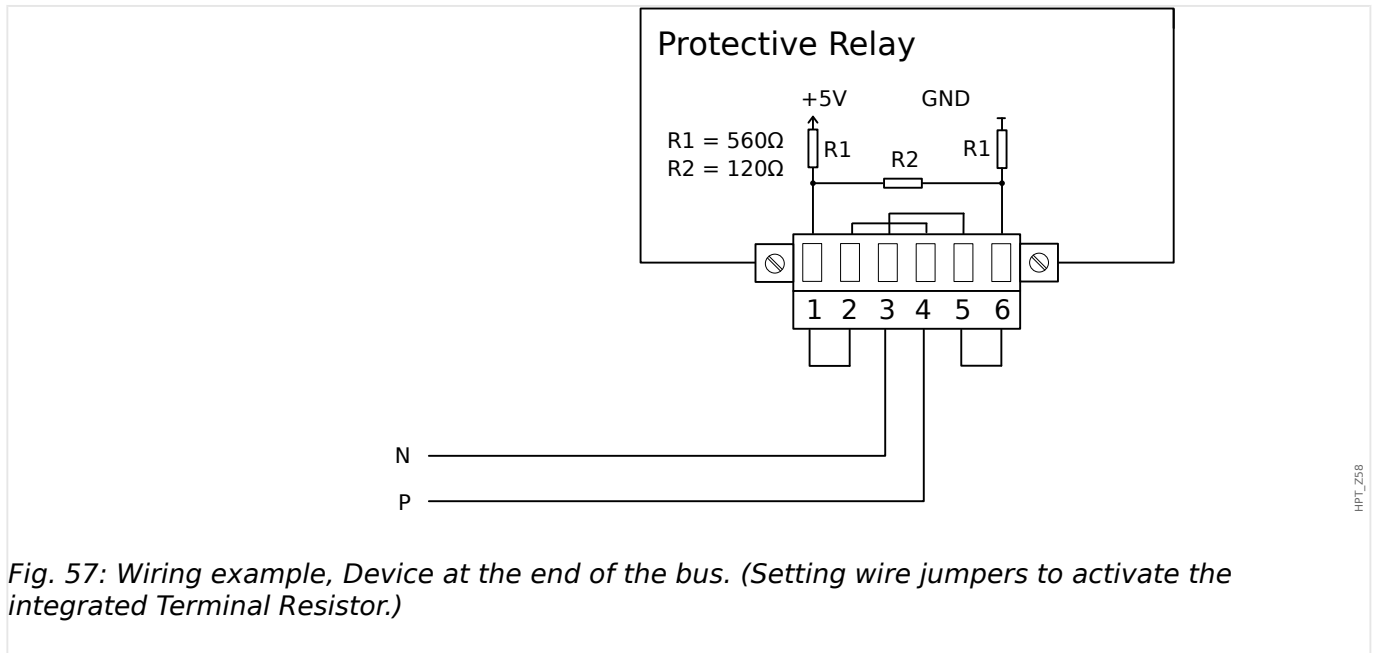 Protective Relay
+5V GND
R1 = 560Ω
R2 = 120Ω
R1 R2 R1
1 2 3 4 5 6
N
P
HPT_Z58
Fig. 57: Wiring example, Device at the end of the bus. (Setting wire jumpers to activate the
integrated Terminal Resistor.)